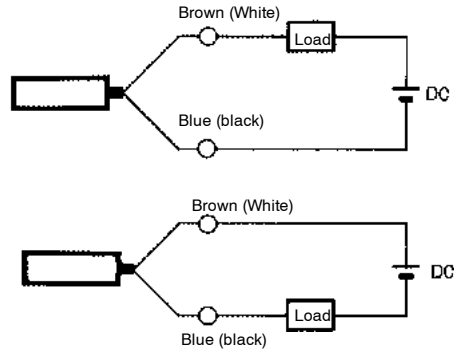 Brown (White)
Load
DC
Blue (black)
Brown (White)
DC
Load
Blue (black)